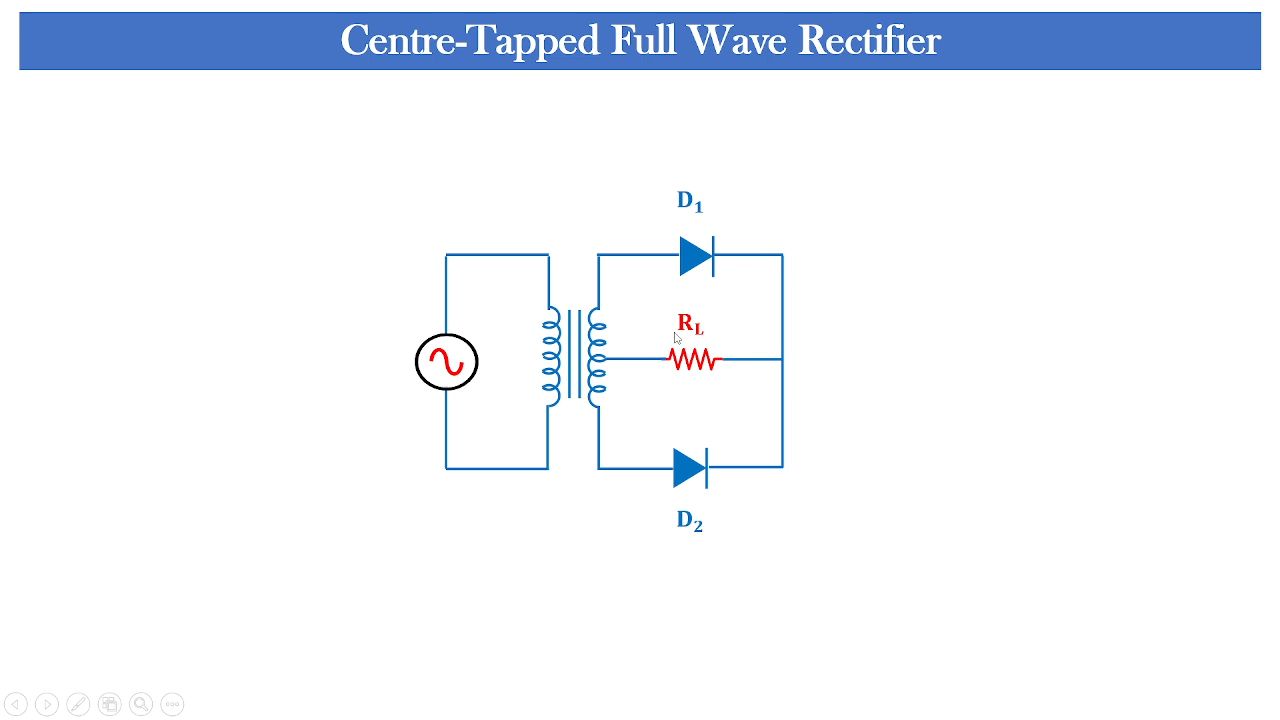 Centre-Tapped Full Wave Rectifier
D₁
R_L
D₂